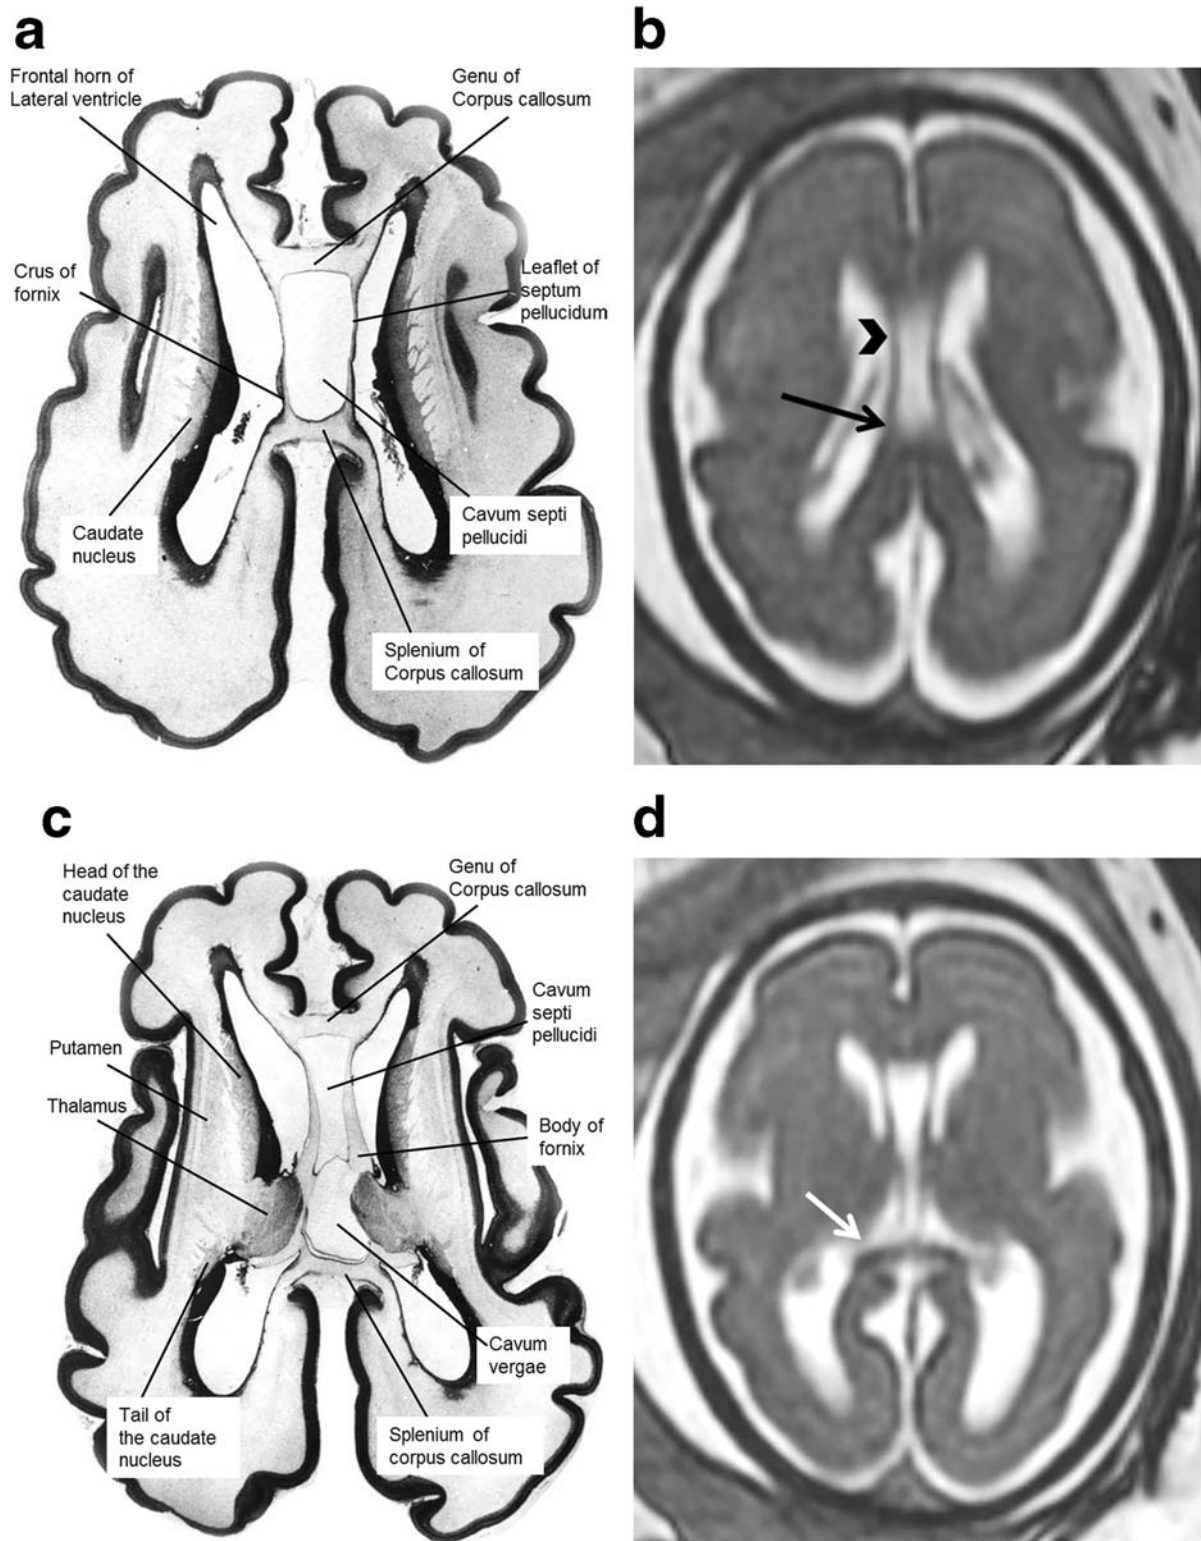 a
b
Frontal horn of
Lateral ventricle
Genu of
Corpus callosum
Crus of
fornix
Leaflet of
septum
pellucidum
Caudate
nucleus
Cavum septi
pellucidi
Splenium of
Corpus callosum
c
d
Head of the
caudate
nucleus
Genu of
Corpus callosum
Cavum
septi
pellucidi
Putamen
Thalamus
Body of
fornix
Cavum
vergae
Tail of
the caudate
nucleus
Splenium of
corpus callosum